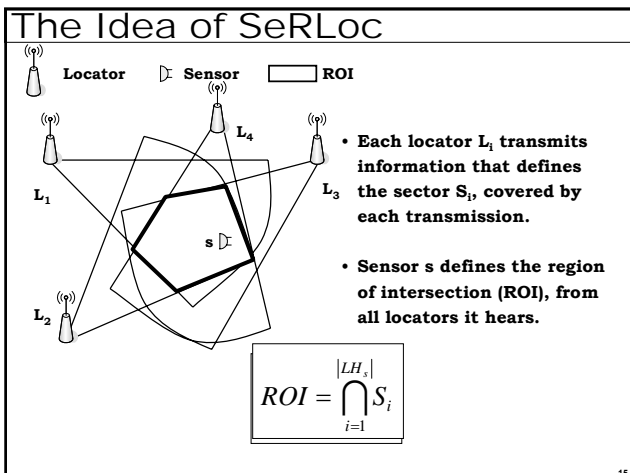 The Idea of SeRLoc
Locator Sensor ROI
L4
L1
L3
s
L2
• Each locator Li transmits
information that defines
the sector Si, covered by
each transmission.
• Sensor s defines the region
of intersection (ROI), from
all locators it hears.
ROI = ⋂_{i=1}^{|LH_s|} S_i
15